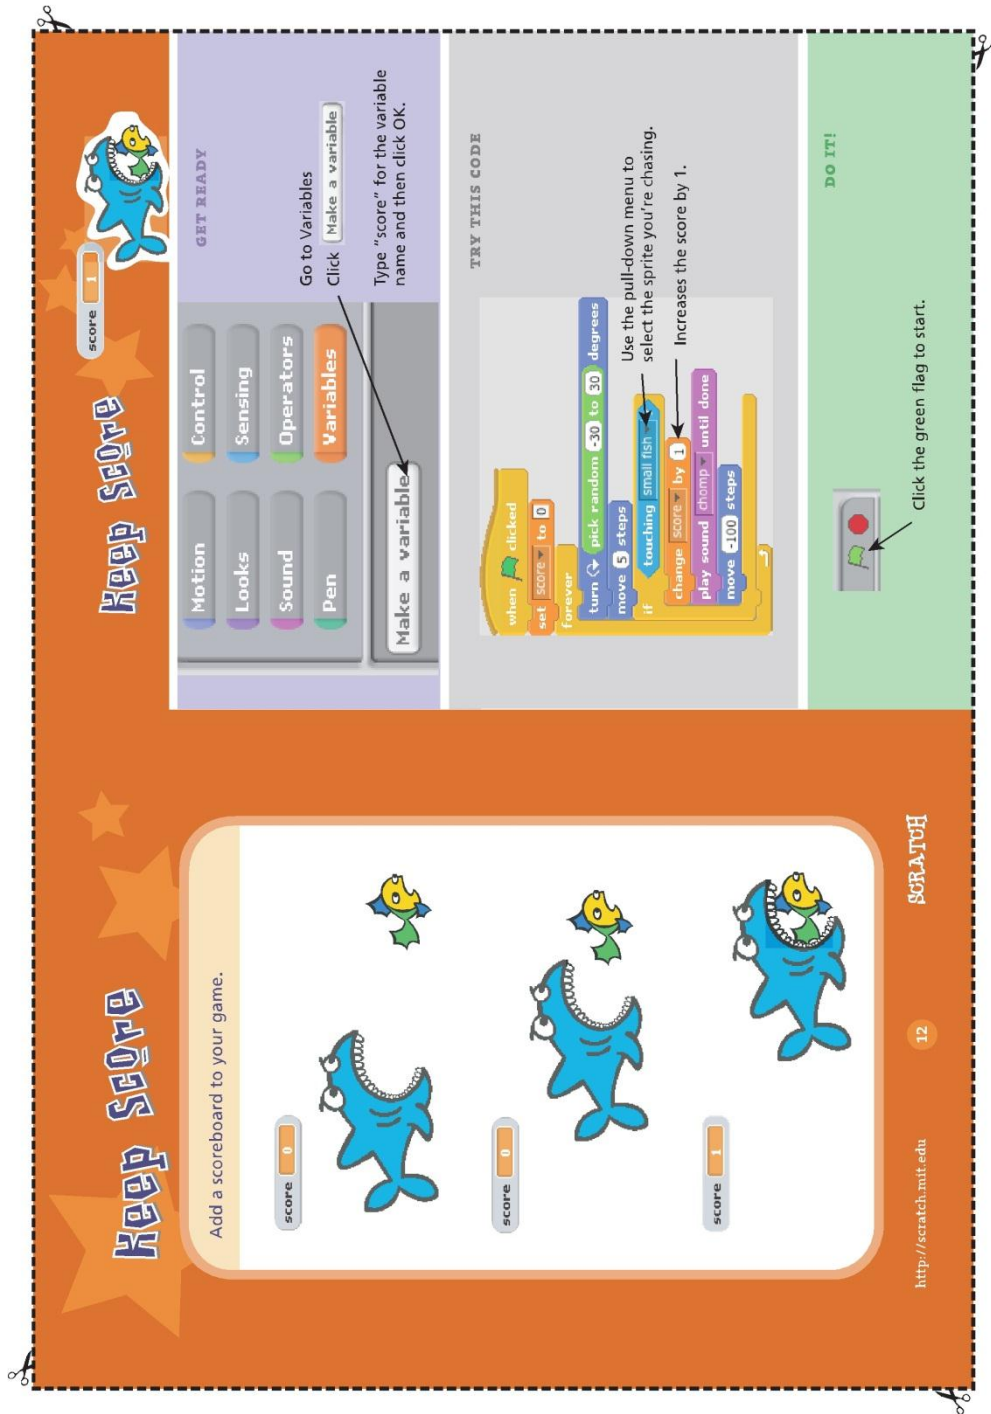 Keep Score
Add a scoreboard to your game.
score 0
score 0
score 1
http://scratch.mit.edu
12
SCRATCH
Keep Score
score 1
GET READY
Motion
Control
Looks
Sensing
Sound
Operators
Pen
Variables
Make a variable
Go to Variables
Click Make a variable
Type “score” for the variable
name and then click OK.
TRY THIS CODE
when clicked
set score to 0
forever
turn pick random -30 to 30 degrees
move 5 steps
if touching small fish
change score by 1
play sound chomp until done
move -100 steps
Use the pull-down menu to
select the sprite you’re chasing.
Increases the score by 1.
DO IT!
Click the green flag to start.